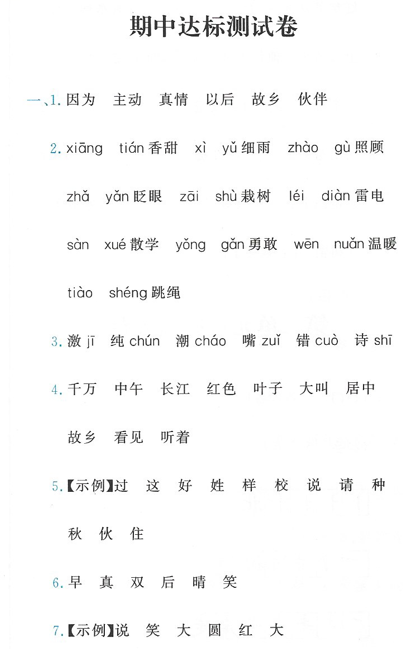 期中达标测试卷
一、1. 因为 主动 真情 以后 故乡 伙伴
2. xiāng tián 香甜 xì yǔ 细雨 zhào gù 照顾
zhǎ yǎn 眨眼 zāi shù 栽树 léi diàn 雷电
sàn xué 散学 yǒng gǎn 勇敢 wēn nuǎn 温暖
tiào shéng 跳绳
3. 激 jī 纯 chún 潮 cháo 嘴 zuǐ 错 cuò 诗 shī
4. 千万 中午 长江 红色 叶子 大叫 居中
故乡 看见 听着
5.【示例】过 这 好 姓 样 校 说 请 种
秋 伙 住
6. 早 真 双 后 晴 笑
7.【示例】说 笑 大 圆 红 大